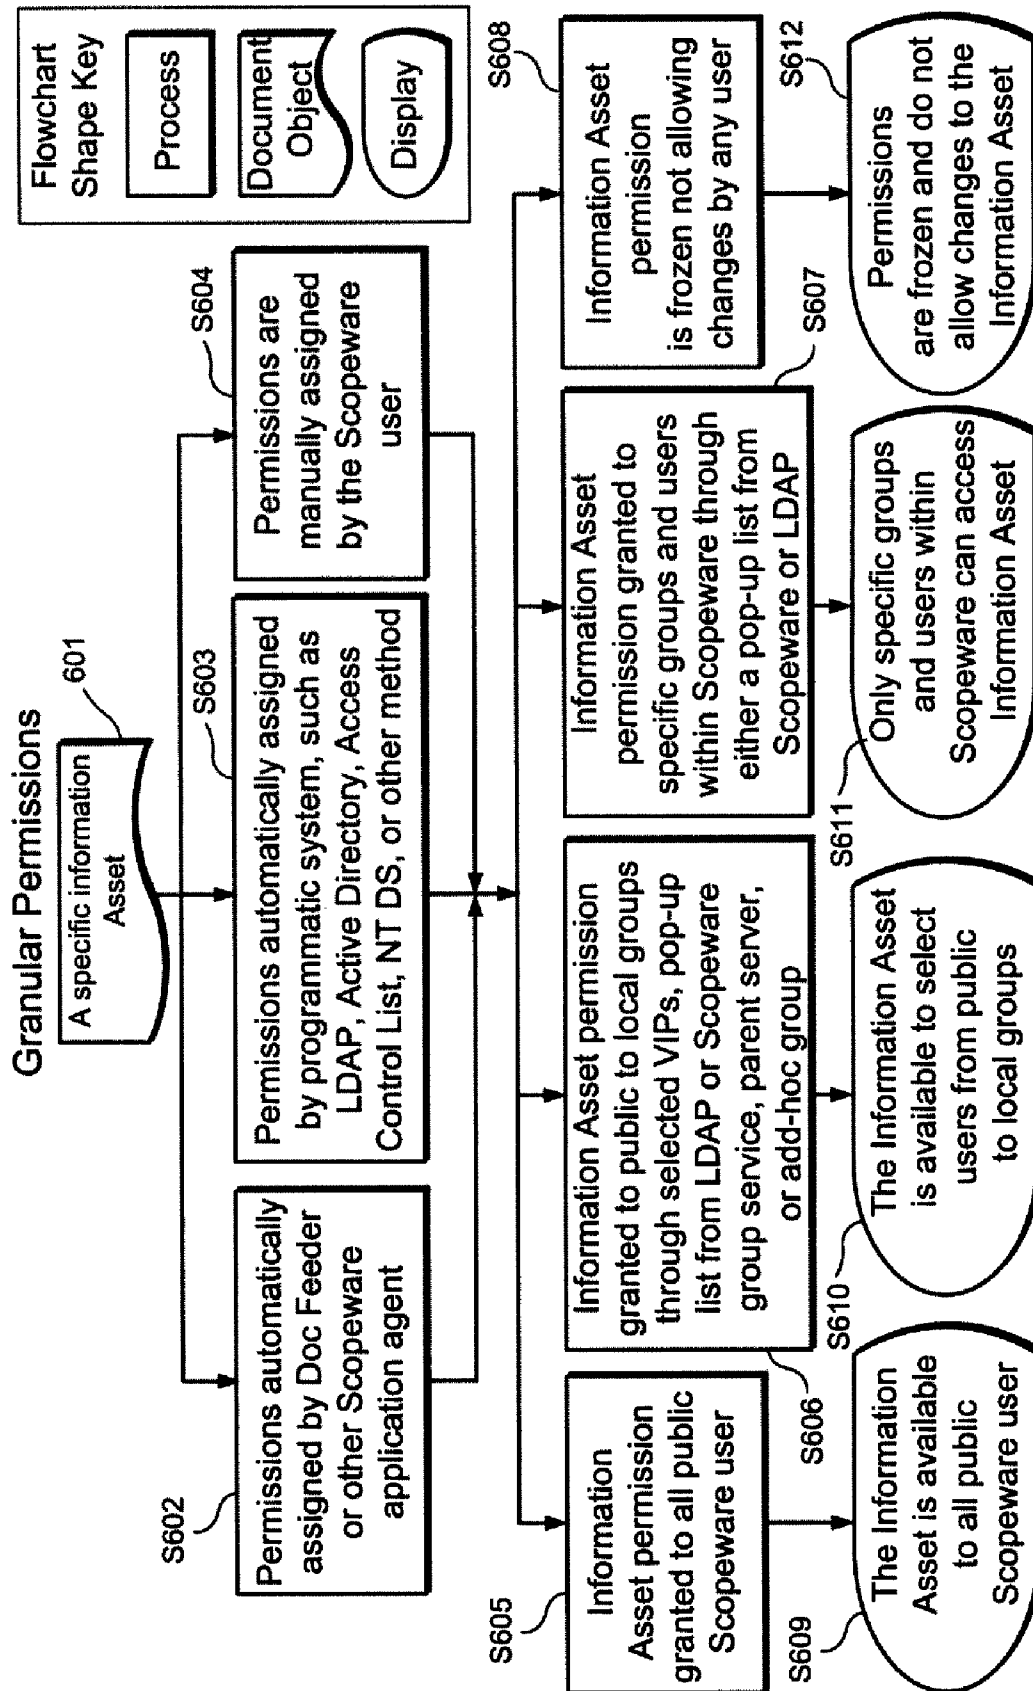 Granular Permissions
Flowchart
Shape Key
Process
Document
Object
Display
A specific information
Asset
601
S602
Permissions automatically
assigned by Doc Feeder
or other Scopeware
application agent
S603
Permissions automatically assigned
by programmatic system, such as
LDAP, Active Directory, Access
Control List, NT DS, or other method
S604
Permissions are
manually assigned
by the Scopeware
user
S605
Information
Asset permission
granted to all public
Scopeware user
Information Asset permission
granted to public to local groups
through selected VIPs, pop-up
list from LDAP or Scopeware
group service, parent server,
or add-hoc group
S606
Information Asset
permission granted to
specific groups and users
within Scopeware through
either a pop-up list from
Scopeware or LDAP
S607
S608
Information Asset
permission
is frozen not allowing
changes by any user
S609
The Information
Asset is available
to all public
Scopeware user
S610
The Information Asset
is available to select
users from public
to local groups
S611
Only specific groups
and users within
Scopeware can access
Information Asset
S612
Permissions
are frozen and do not
allow changes to the
Information Asset